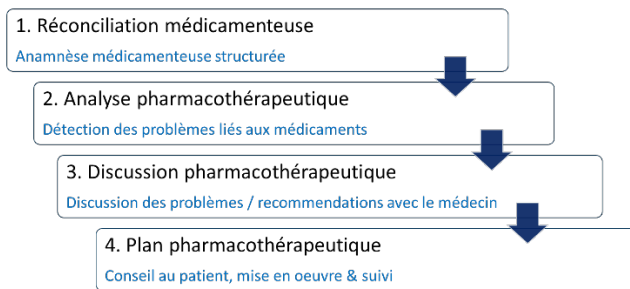 1. Réconciliation médicamenteuse
Anamnèse médicamenteuse structurée
2. Analyse pharmacothérapeutique
Détection des problèmes liés aux médicaments
3. Discussion pharmacothérapeutique
Discussion des problèmes / recommendations avec le médecin
4. Plan pharmacothérapeutique
Conseil au patient, mise en oeuvre & suivi